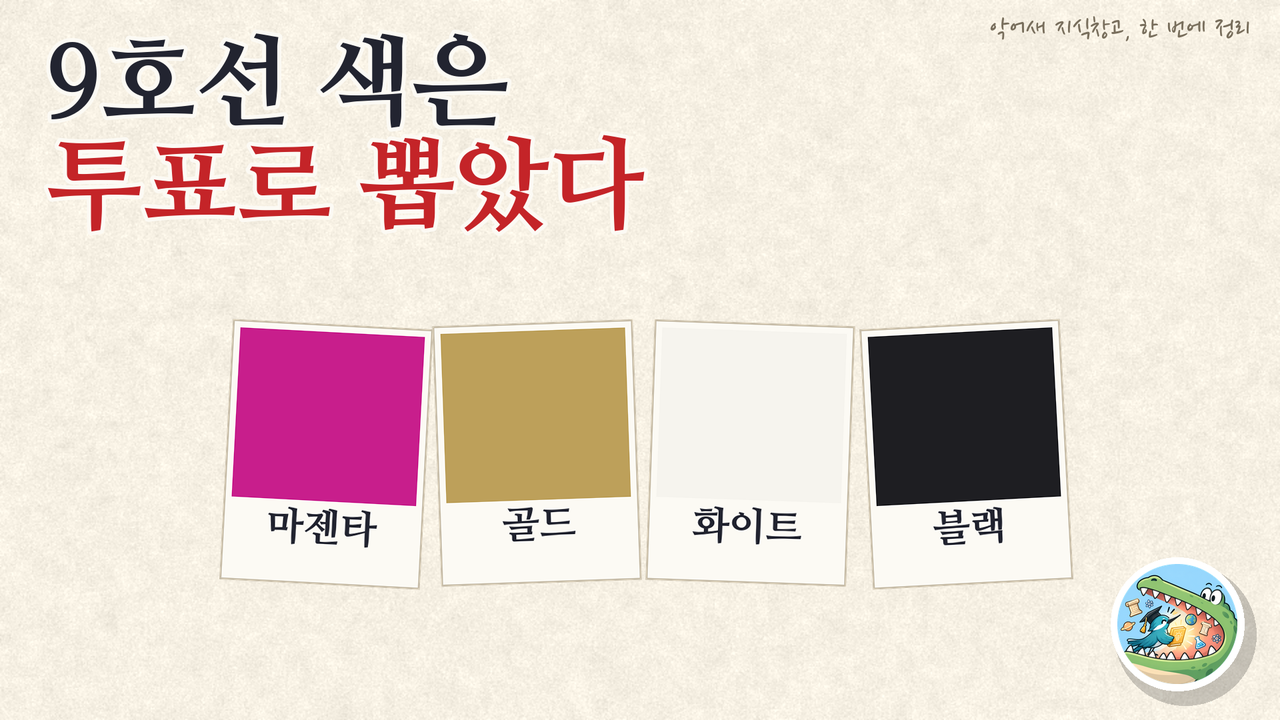 악어새 지식창고, 한 번에 정리
9호선 색은
투표로 뽑았다
마젠타
골드
화이트
블랙